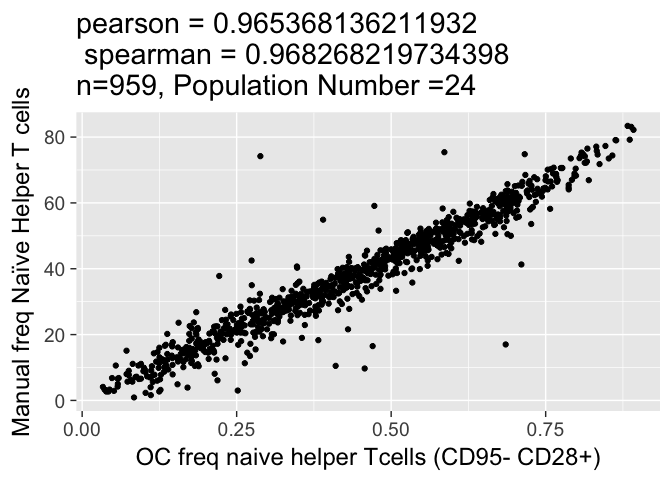 pearson = 0.965368136211932
spearman = 0.968268219734398
n=959, Population Number =24
Manual freq Naïve Helper T cells
80
60
40
20
0
0.00 0.25 0.50 0.75
OC freq naive helper Tcells (CD95- CD28+)